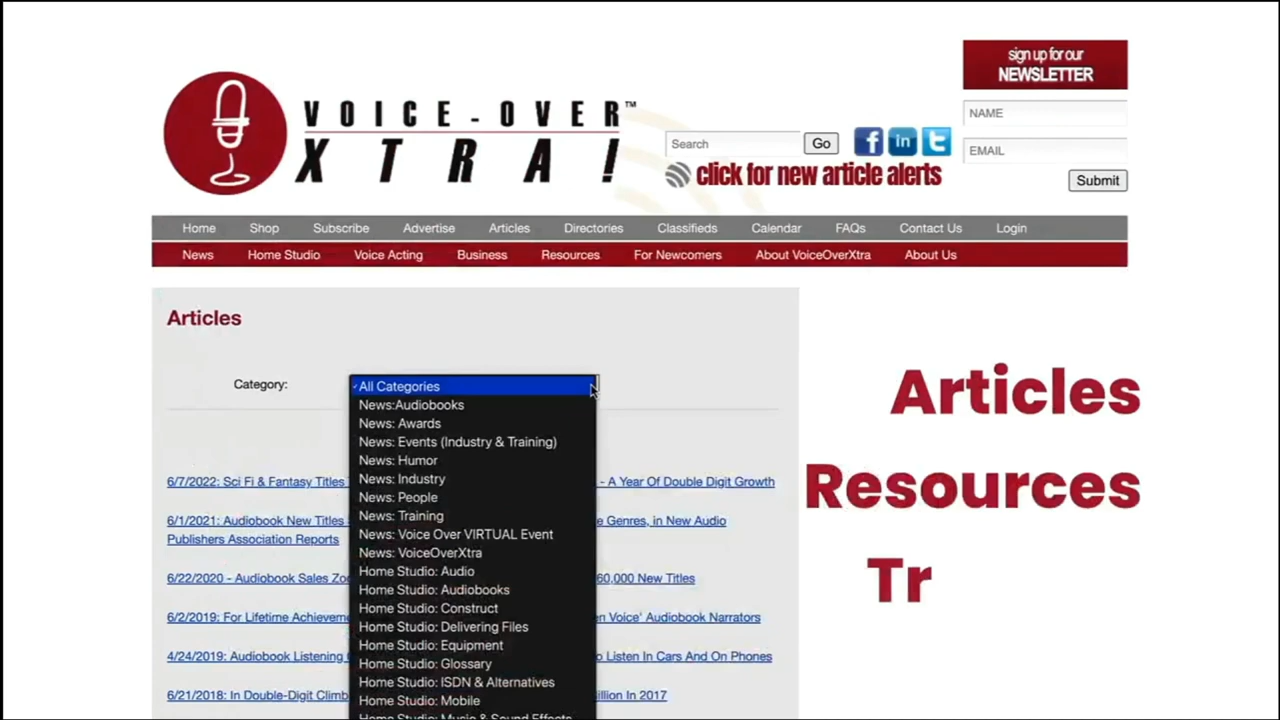 sign up for our
NEWSLETTER
VOICE-OVER™
XTRA!
NAME
Search
Go
f
in
t
EMAIL
click for new article alerts
Submit
Home Shop Subscribe Advertise Articles Directories Classifieds Calendar FAQs Contact Us Login
News Home Studio Voice Acting Business Resources For Newcomers About VoiceOverXtra About Us
Articles
Category:
All Categories
News:Audiobooks
News: Awards
News: Events (Industry & Training)
News: Humor
News: Industry
News: People
News: Training
News: Voice Over VIRTUAL Event
News: VoiceOverXtra
Home Studio: Audio
Home Studio: Audiobooks
Home Studio: Construct
Home Studio: Delivering Files
Home Studio: Equipment
Home Studio: Glossary
Home Studio: ISDN & Alternatives
Home Studio: Mobile
Home Studio: Music & Sound Effects
6/7/2022: Sci Fi & Fantasy Titles - A Year Of Double Digit Growth
6/1/2021: Audiobook New Titles e Genres, in New Audio
Publishers Association Reports
6/22/2020 - Audiobook Sales Zoo 60,000 New Titles
6/2/2019: For Lifetime Achieveme en Voice' Audiobook Narrators
4/24/2019: Audiobook Listening o Listen In Cars And On Phones
6/21/2018: In Double-Digit Climb illion In 2017
Articles
Resources
Tr